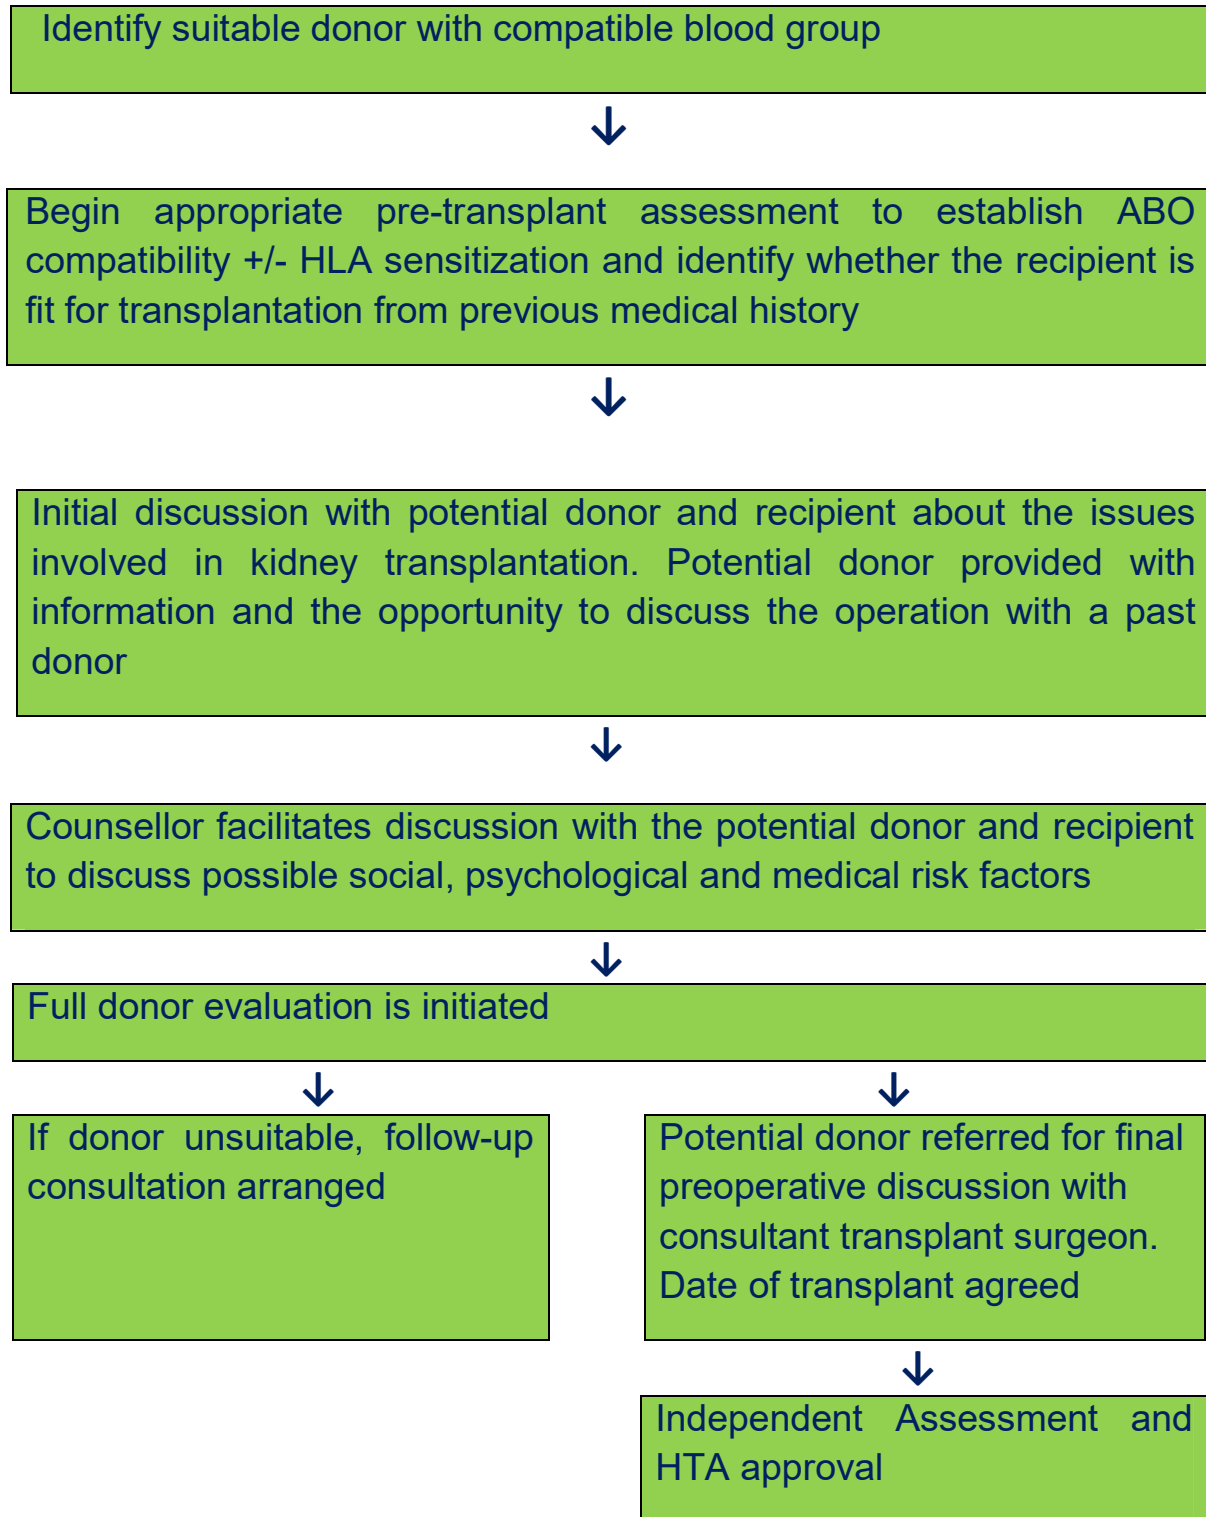 Identify suitable donor with compatible blood group
Begin appropriate pre-transplant assessment to establish ABO
compatibility +/- HLA sensitization and identify whether the recipient is
fit for transplantation from previous medical history
Initial discussion with potential donor and recipient about the issues
involved in kidney transplantation. Potential donor provided with
information and the opportunity to discuss the operation with a past
donor
Counsellor facilitates discussion with the potential donor and recipient
to discuss possible social, psychological and medical risk factors
Full donor evaluation is initiated
If donor unsuitable, follow-up
consultation arranged
Potential donor referred for final
preoperative discussion with
consultant transplant surgeon.
Date of transplant agreed
Independent Assessment and
HTA approval